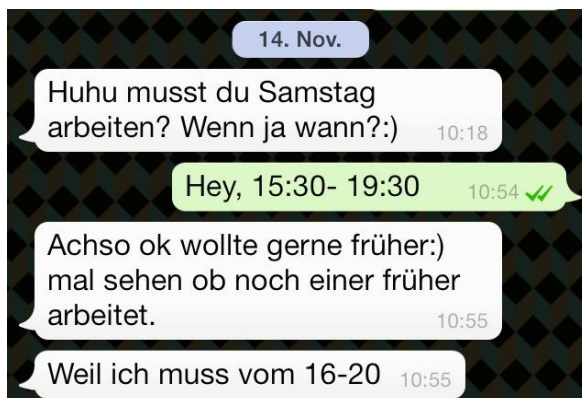 14. Nov.
Huhu musst du Samstag
arbeiten? Wenn ja wann?:) 10:18
Hey, 15:30- 19:30 10:54
Achso ok wollte gerne früher:)
mal sehen ob noch einer früher
arbeitet. 10:55
Weil ich muss vom 16-20 10:55